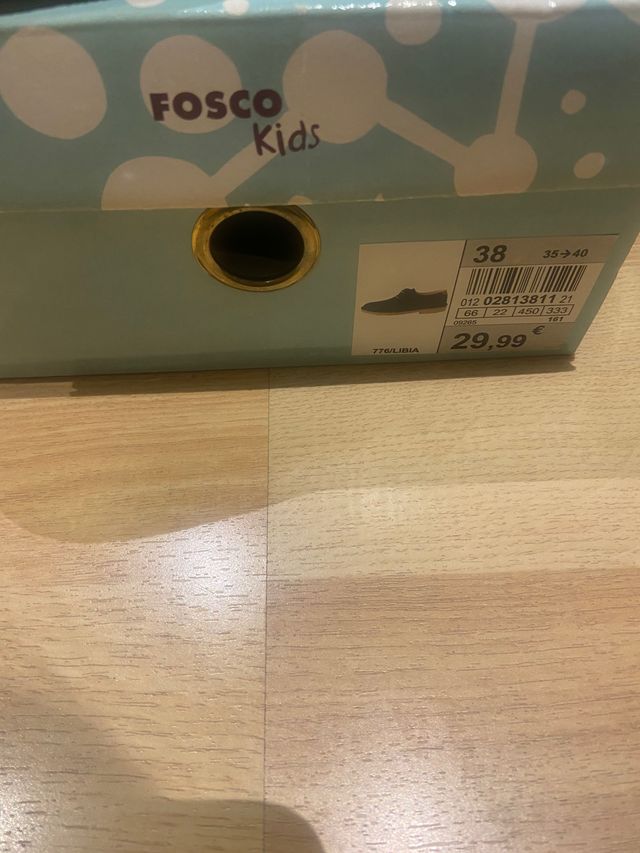 FOSCO
Kids
38 35→40
012 02813811 21
66 22 450 333
09265 161
29,99 €
776/LIBIA